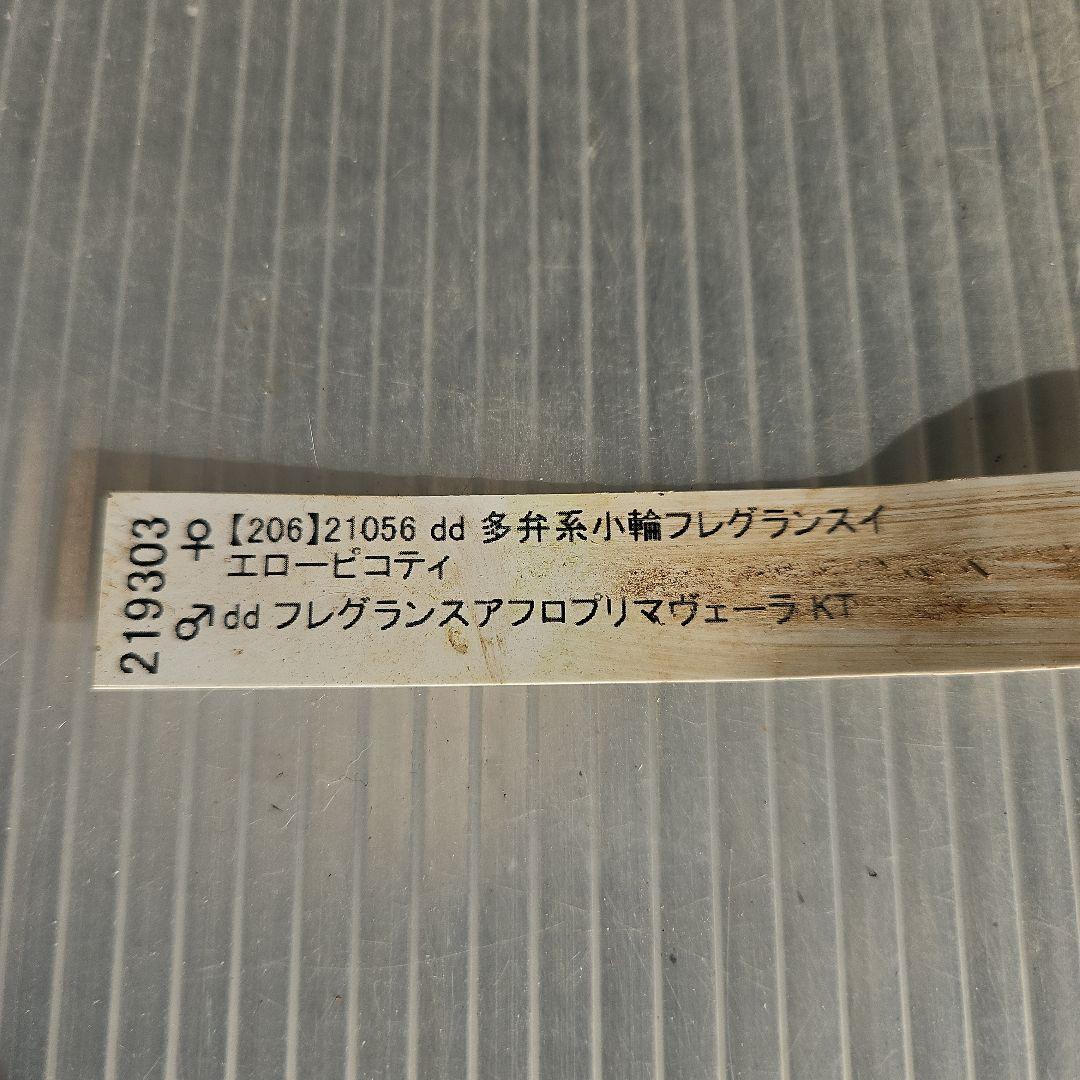 219303
♀【206】21056 dd 多弁系小輪フレグランスイ
エローピコティ
♂dd フレグランスアフロプリマヴェーラ KT